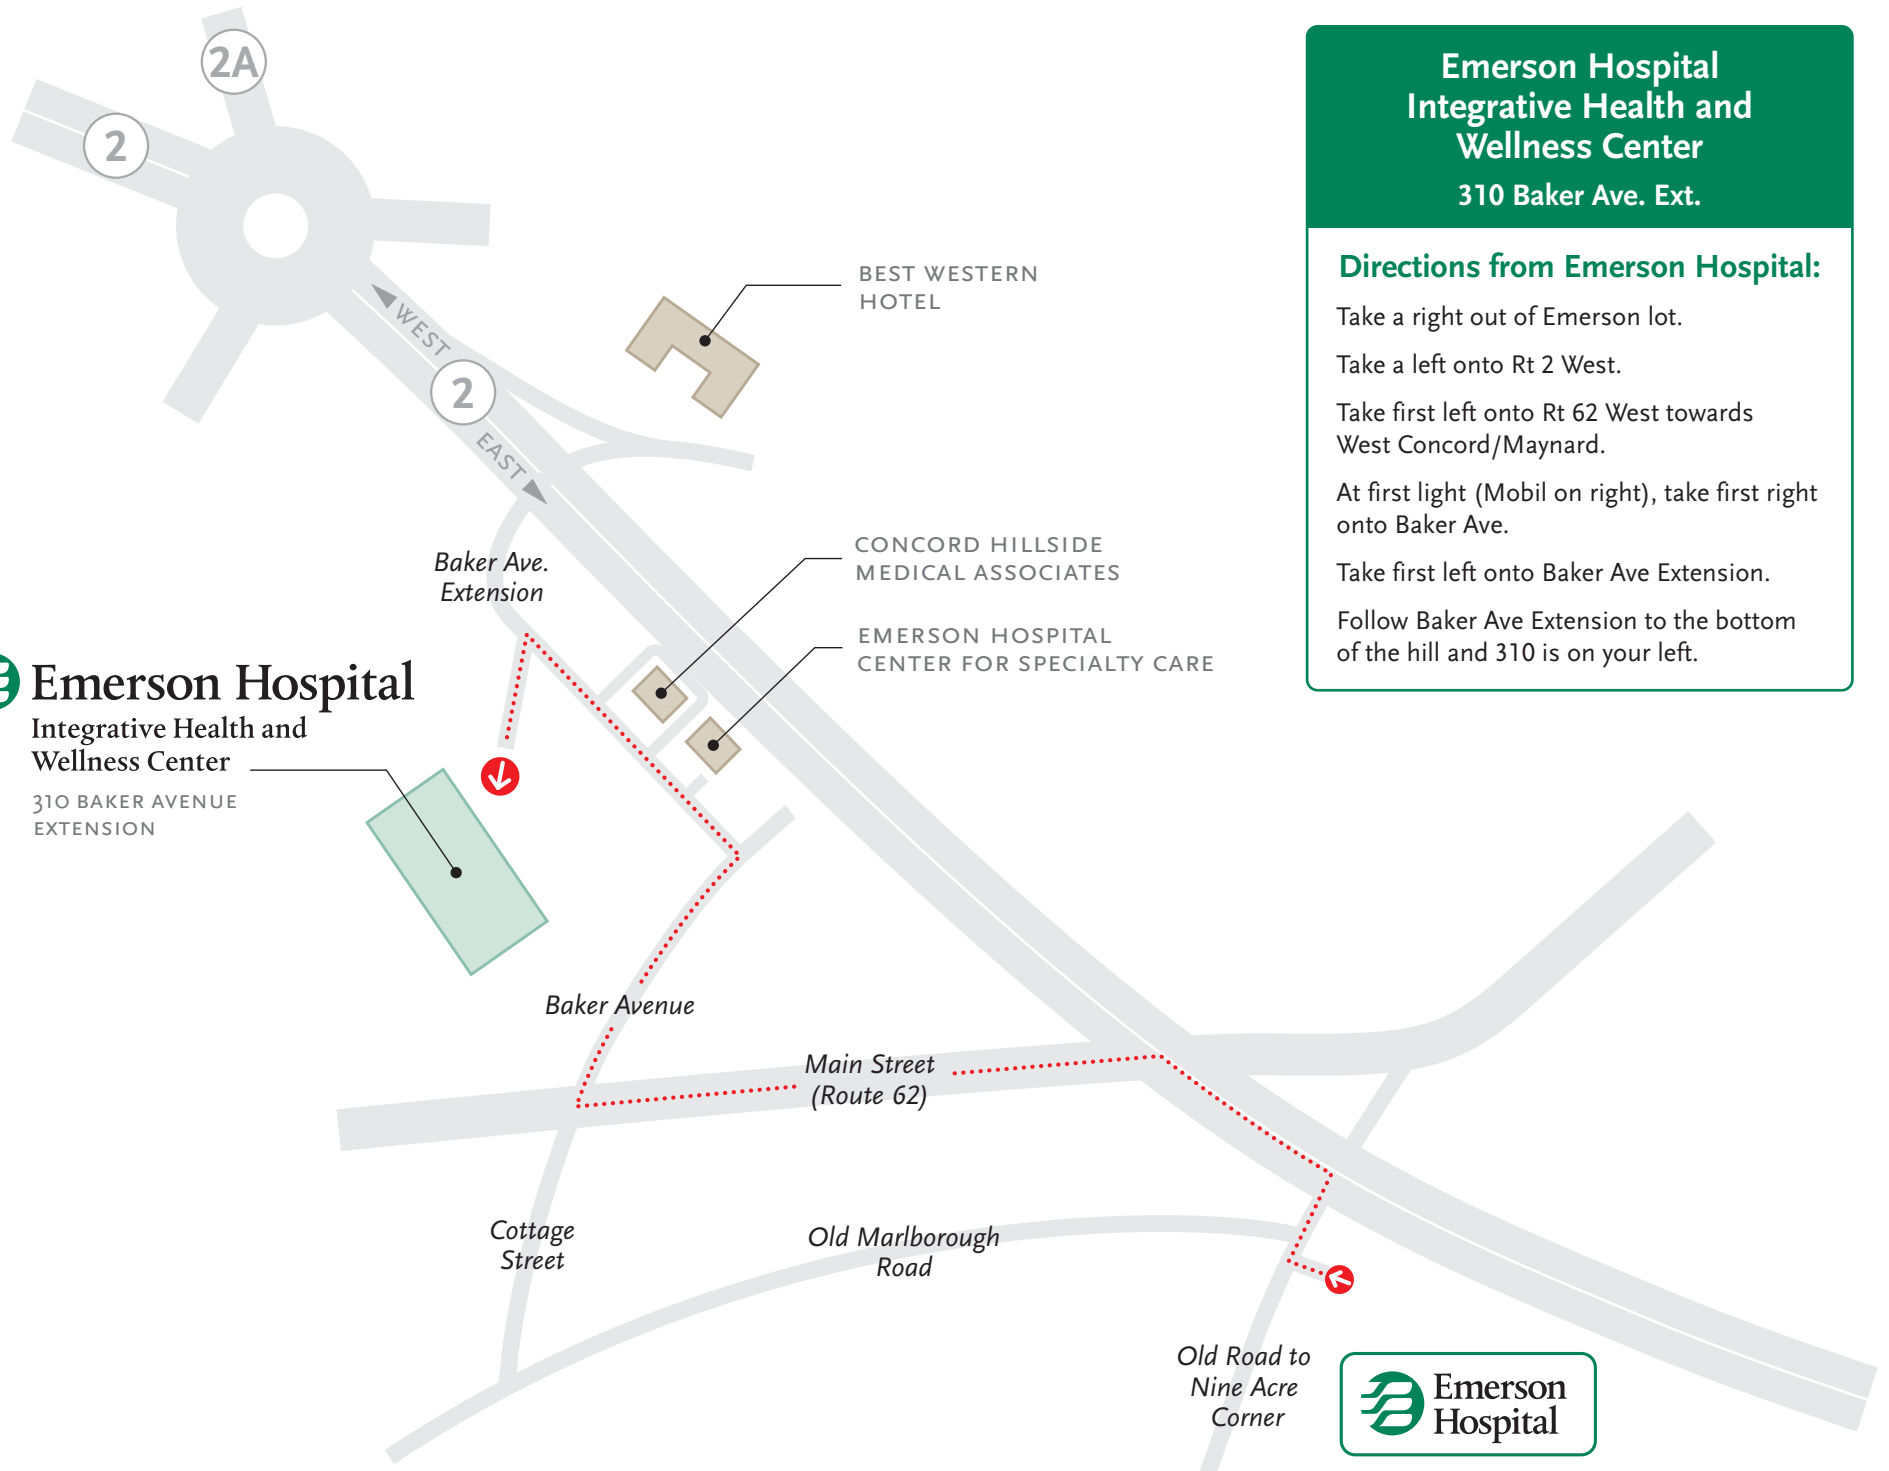 2A
2
WEST
2
EAST
BEST WESTERN
HOTEL
Baker Ave.
Extension
CONCORD HILLSIDE
MEDICAL ASSOCIATES
EMERSON HOSPITAL
CENTER FOR SPECIALTY CARE
Emerson Hospital
Integrative Health and
Wellness Center
310 BAKER AVENUE
EXTENSION
Baker Avenue
Main Street
(Route 62)
Cottage
Street
Old Marlborough
Road
Old Road to
Nine Acre
Corner
Emerson
Hospital
Emerson Hospital
Integrative Health and
Wellness Center
310 Baker Ave. Ext.
Directions from Emerson Hospital:
Take a right out of Emerson lot.
Take a left onto Rt 2 West.
Take first left onto Rt 62 West towards
West Concord/Maynard.
At first light (Mobil on right), take first right
onto Baker Ave.
Take first left onto Baker Ave Extension.
Follow Baker Ave Extension to the bottom
of the hill and 310 is on your left.